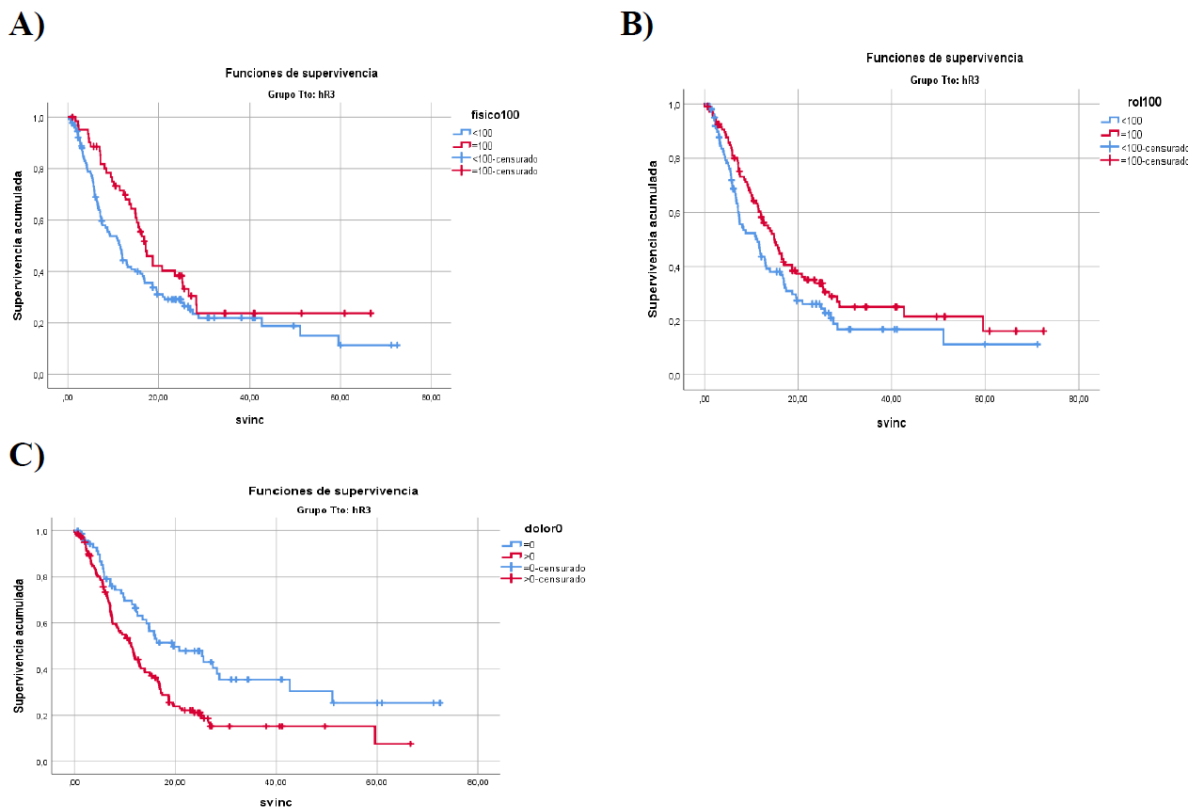 A)
Funciones de supervivencia
Grupo Tto: hR3
fisico100
<100
=100
<100-censurado
=100-censurado
Supervivencia acumulada
1,0
0,8
0,6
0,4
0,2
0,0
,00
20,00
40,00
60,00
80,00
svinc
B)
Funciones de supervivencia
Grupo Tto: hR3
rol100
<100
=100
<100-censurado
=100-censurado
Supervivencia acumulada
1,0
0,8
0,6
0,4
0,2
0,0
,00
20,00
40,00
60,00
80,00
svinc
C)
Funciones de supervivencia
Grupo Tto: hR3
dolor0
=0
>0
=0-censurado
>0-censurado
Supervivencia acumulada
1,0
0,8
0,6
0,4
0,2
0,0
,00
20,00
40,00
60,00
80,00
svinc